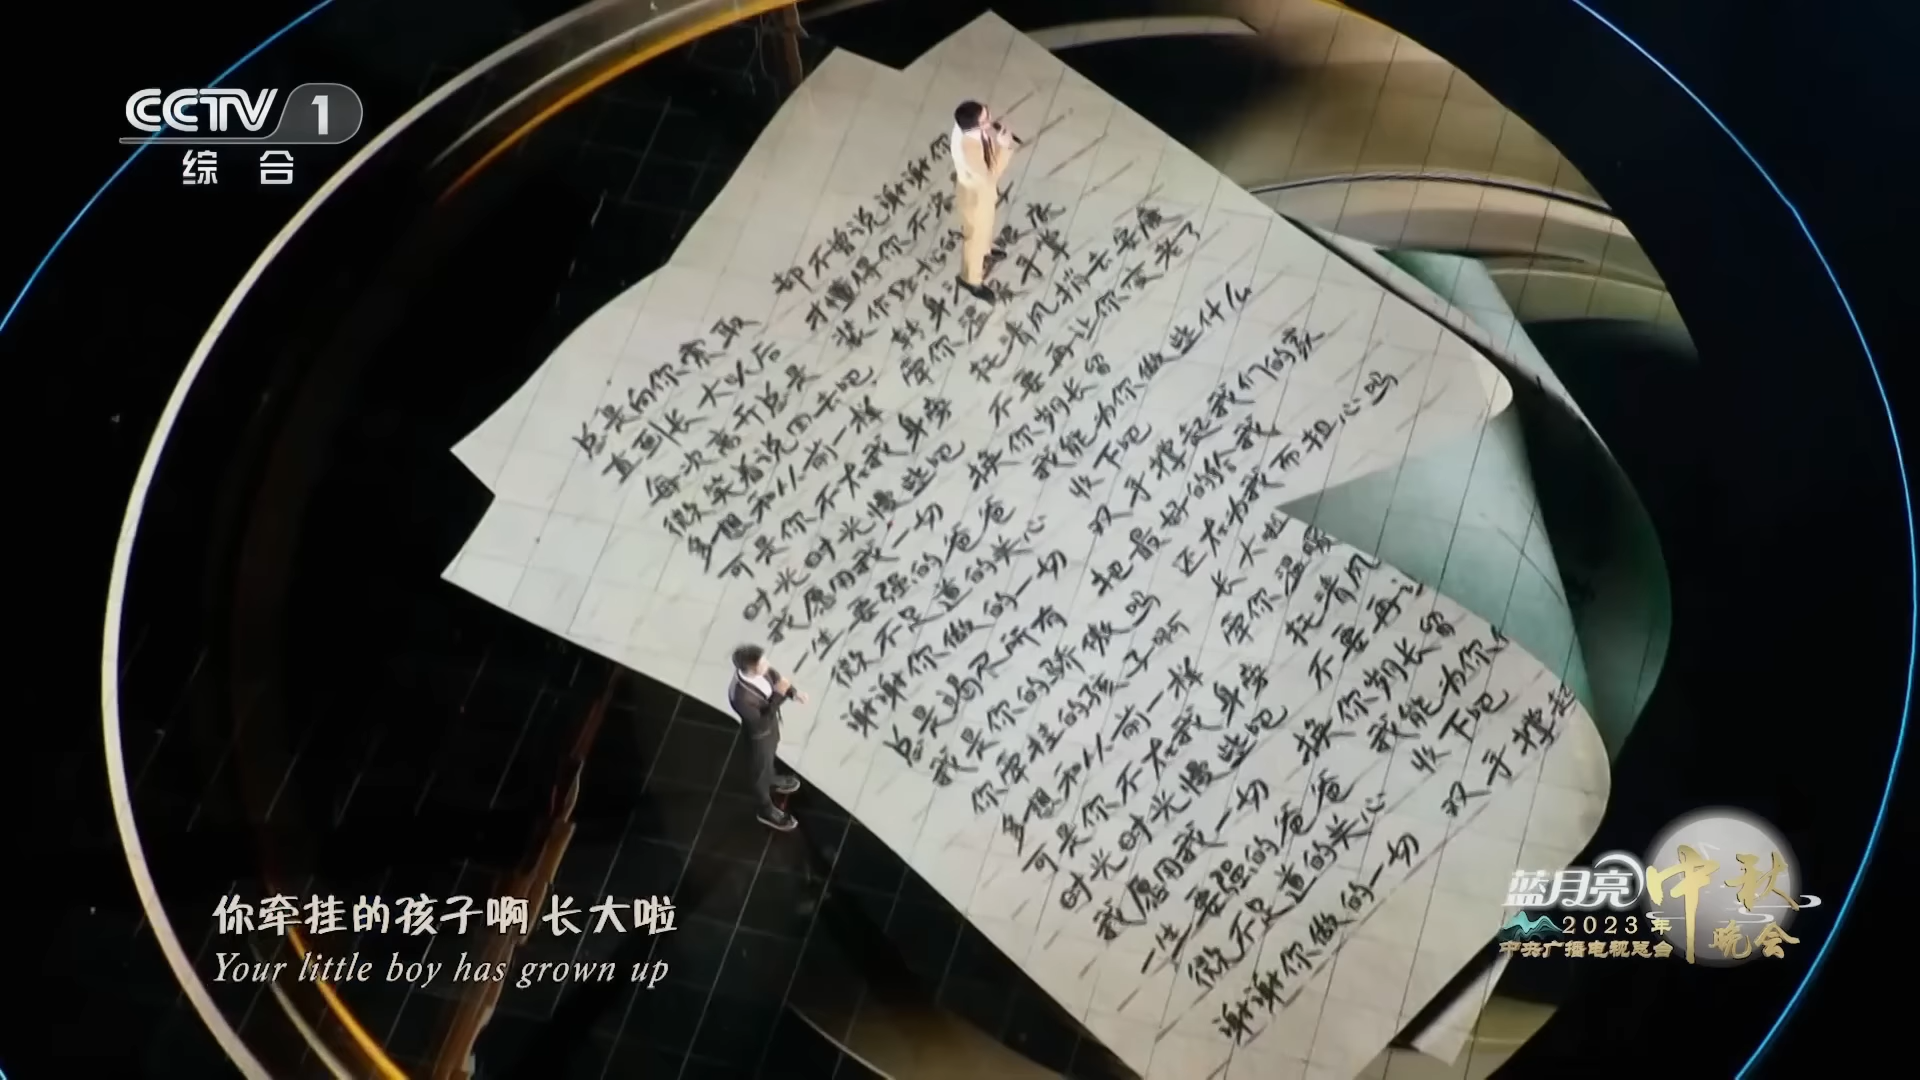 CCTV 1
综合
总是向你索取 却不曾说谢谢你
直到长大以后 才懂得你不容
每次离开总是 装作轻松的
微笑着说回去吧 转身 眼底
多想和从前一样 牵你温暖手掌
可是你不在我身旁 托清风捎去安康
时光时光慢些吧 不要再让你变老了
我愿用我一切 换你岁月长留
一生要强的爸爸 我能为你做些什么
微不足道的关心 收下吧
谢谢你做的一切 双手撑起我们的家
总是竭尽所有 把最好的给我
我是你的骄傲吗 还在为我而担心吗
你牵挂的孩子啊 长大啦
多想和从前一样 牵你温暖
可是你不在我身旁 托清风
时光时光慢些吧 不要再
我愿用我一切 换你岁月长留
一生要强的爸爸 我能为你
微不足道的关心 收下吧
谢谢你做的一切 双手撑起
你牵挂的孩子啊 长大啦
Your little boy has grown up
蓝月亮 中秋晚会
2023年
中央广播电视总台